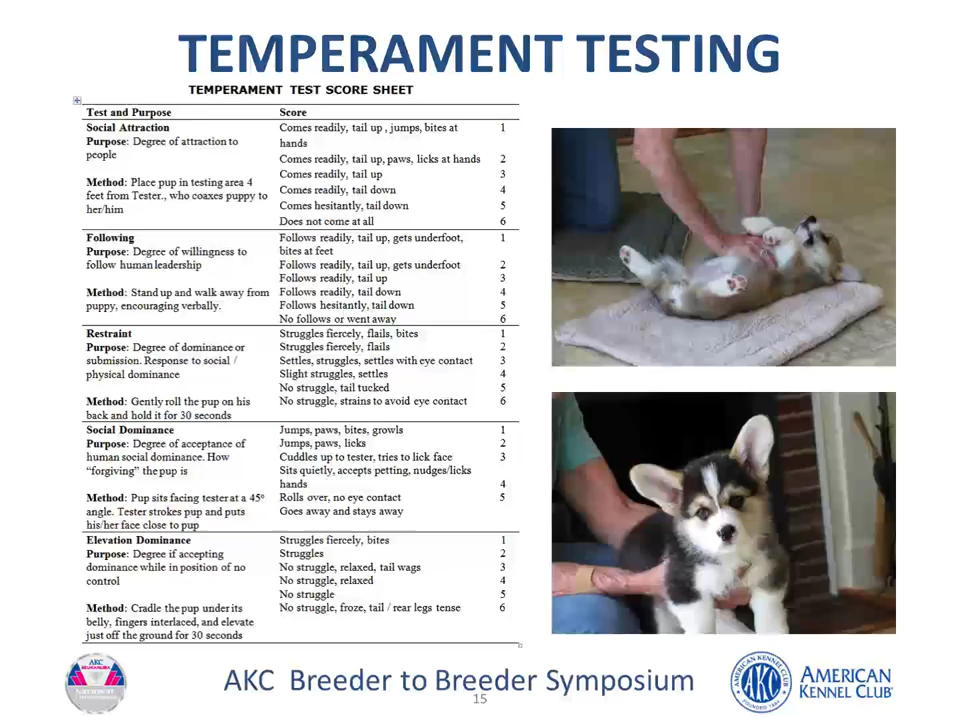 TEMPERAMENT TESTING
TEMPERAMENT TEST SCORE SHEET
Test and Purpose Score
Social Attraction Comes readily, tail up , jumps, bites at 1
Purpose: Degree of attraction to hands
people Comes readily, tail up, paws, licks at hands 2
Comes readily, tail up 3
Method: Place pup in testing area 4 Comes readily, tail down 4
feet from Tester., who coaxes puppy to Comes hesitantly, tail down 5
her/him Does not come at all 6
Following Follows readily, tail up, gets underfoot, 1
Purpose: Degree of willingness to bites at feet
follow human leadership Follows readily, tail up, gets underfoot 2
Follows readily, tail up 3
Method: Stand up and walk away from Follows readily, tail down 4
puppy, encouraging verbally. Follows hesitantly, tail down 5
No follows or went away 6
Restraint Struggles fiercely, flails, bites 1
Purpose: Degree of dominance or Struggles fiercely, flails 2
submission. Response to social / Settles, struggles, settles with eye contact 3
physical dominance Slight struggles, settles 4
No struggle, tail tucked 5
Method: Gently roll the pup on his No struggle, strains to avoid eye contact 6
back and hold it for 30 seconds
Social Dominance Jumps, paws, bites, growls 1
Purpose: Degree of acceptance of Jumps, paws, licks 2
human social dominance. How Cuddles up to tester, tries to lick face 3
“forgiving” the pup is Sits quietly, accepts petting, nudges/licks
hands 4
Method: Pup sits facing tester at a 45° Rolls over, no eye contact 5
angle. Tester strokes pup and puts Goes away and stays away
his/her face close to pup
Elevation Dominance Struggles fiercely, bites 1
Purpose: Degree if accepting Struggles 2
dominance while in position of no No struggle, relaxed, tail wags 3
control No struggle, relaxed 4
No struggle 5
Method: Cradle the pup under its No struggle, froze, tail / rear legs tense 6
belly, fingers interlaced, and elevate
just off the ground for 30 seconds
AKC Breeder to Breeder Symposium
15
AKC
AMERICAN KENNEL CLUB
AKC
FOUNDED 1884
AMERICAN
KENNEL CLUB